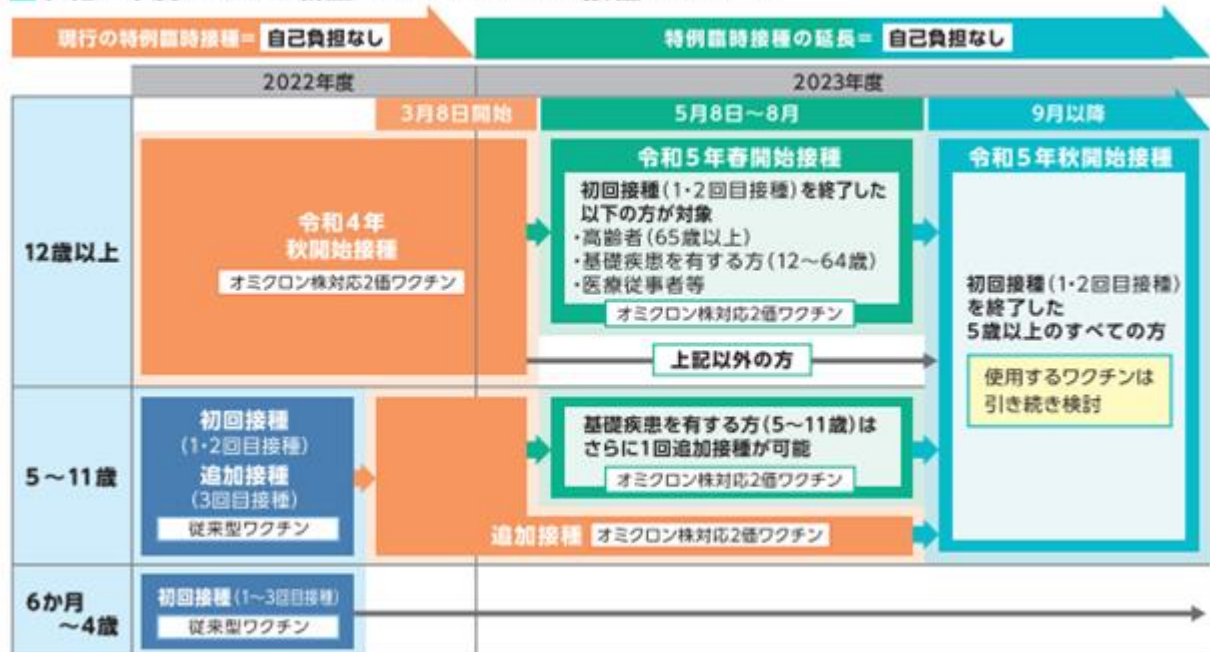 現行の特例臨時接種= 自己負担なし
特例臨時接種の延長= 自己負担なし
2022年度
2023年度
3月8日開始
5月8日～8月
9月以降
12歳以上
令和4年
秋開始接種
オミクロン株対応2価ワクチン
令和5年春開始接種
初回接種(1・2回目接種)を終了した
以下の方が対象
・高齢者(65歳以上)
・基礎疾患を有する方(12～64歳)
・医療従事者等
オミクロン株対応2価ワクチン
上記以外の方
令和5年秋開始接種
初回接種(1・2回目接種)
を終了した
5歳以上のすべての方
使用するワクチンは
引き続き検討
5～11歳
初回接種
(1・2回目接種)
追加接種
(3回目接種)
従来型ワクチン
基礎疾患を有する方(5～11歳)は
さらに1回追加接種が可能
オミクロン株対応2価ワクチン
追加接種 オミクロン株対応2価ワクチン
6か月
～4歳
初回接種(1～3回目接種)
従来型ワクチン